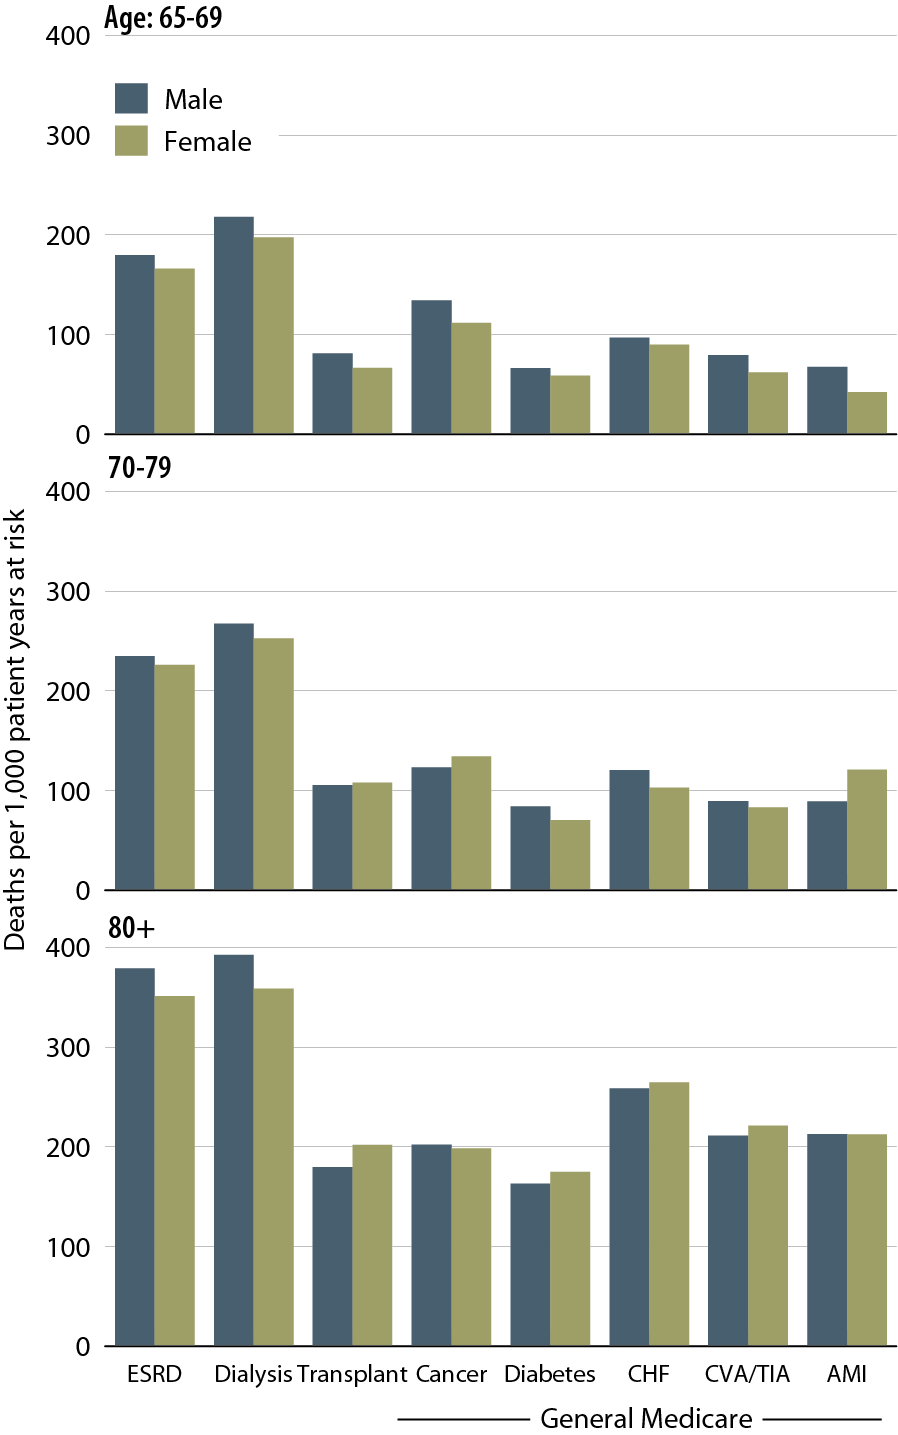 Age: 65-69
400
Male
300
Female
200
100
0
70-79
400
300
200
100
0
Deaths per 1,000 patient years at risk
80+
400
300
200
100
0
ESRD Dialysis Transplant Cancer Diabetes CHF CVA/TIA AMI
General Medicare